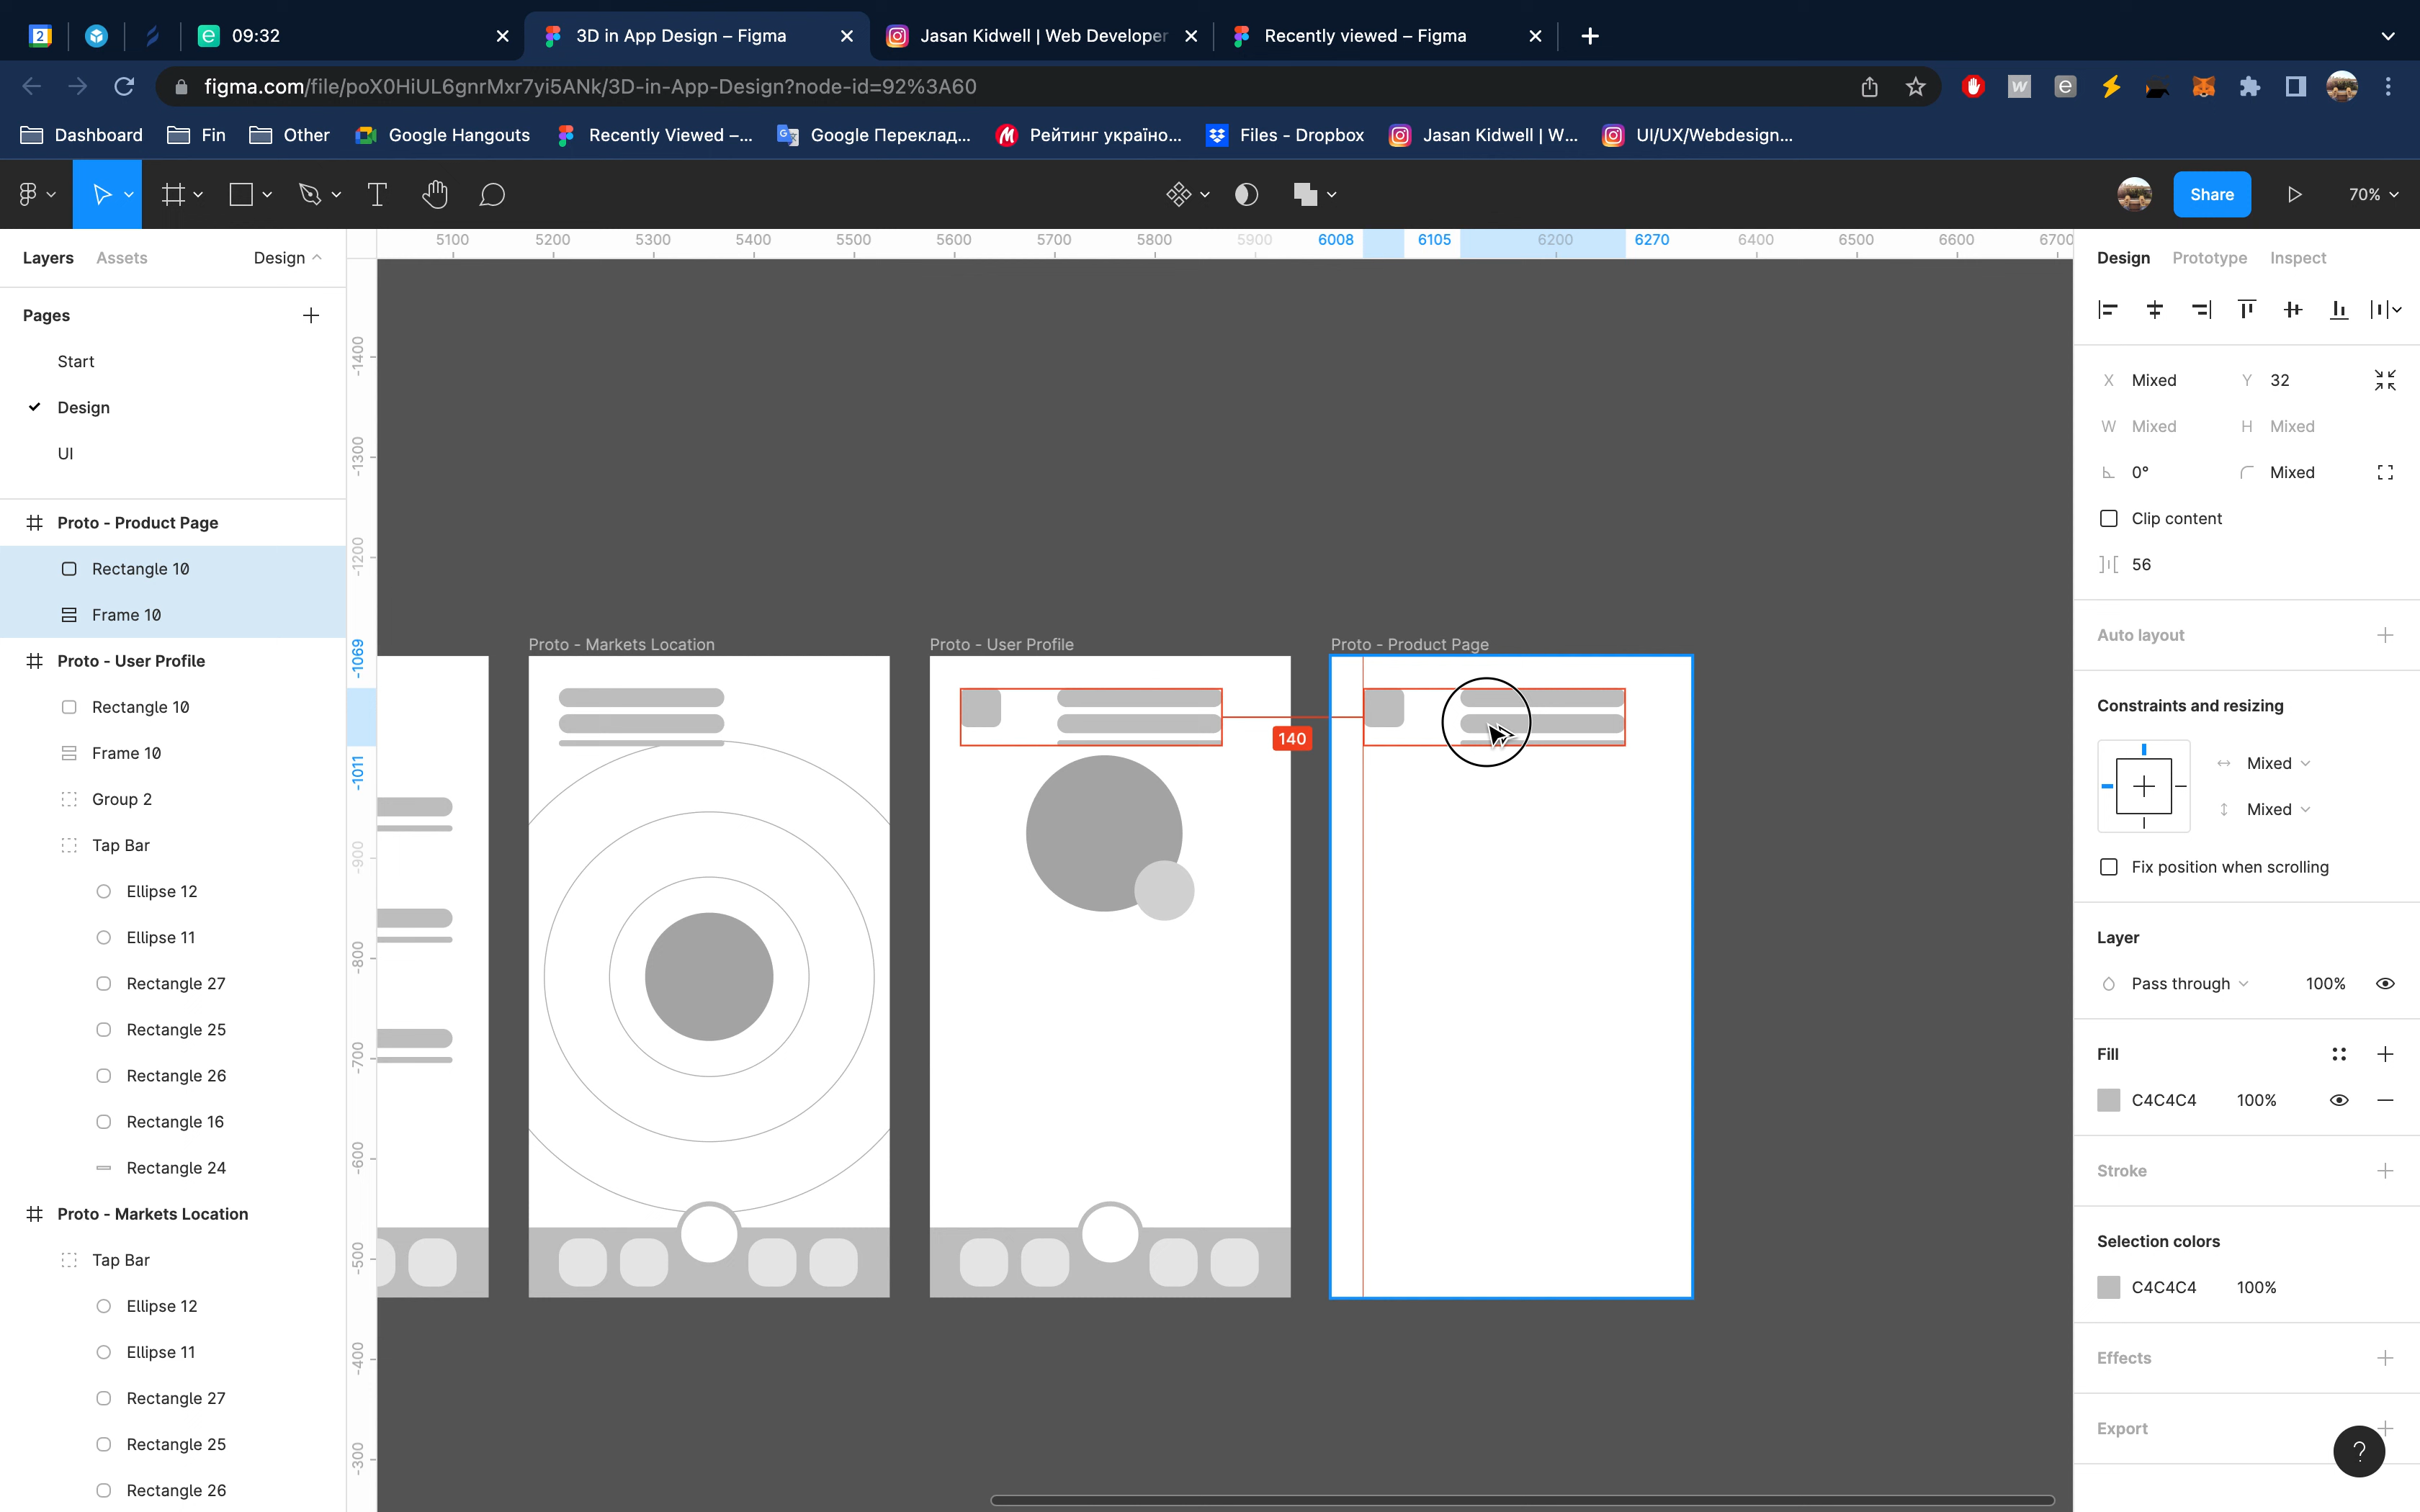 2
09:32
3D in App Design – Figma
Jasan Kidwell | Web Developer
Recently viewed – Figma
figma.com/file/poX0HiUL6gnrMxr7yi5ANk/3D-in-App-Design?node-id=92%3A60
Dashboard
Fin
Other
Google Hangouts
Recently Viewed –...
Google Переклад...
Рейтинг україно...
Files - Dropbox
Jasan Kidwell | W...
UI/UX/Webdesign...
Share
70%
Layers
Assets
Design
Pages
Start
Design
UI
Proto - Product Page
Rectangle 10
Frame 10
Proto - User Profile
Rectangle 10
Frame 10
Group 2
Tap Bar
Ellipse 12
Ellipse 11
Rectangle 27
Rectangle 25
Rectangle 26
Rectangle 16
Rectangle 24
Proto - Markets Location
Tap Bar
Ellipse 12
Ellipse 11
Rectangle 27
Rectangle 25
Rectangle 26
5100 5200 5300 5400 5500 5600 5700 5800 5900 6008 6105 6200 6270 6400 6500 6600 6700
-1400
-1300
-1200
-1069
-1011
-900
-800
-700
-600
-500
-400
-300
Proto - Markets Location
Proto - User Profile
Proto - Product Page
140
Design
Prototype
Inspect
X Mixed
Y 32
W Mixed
H Mixed
0°
Mixed
Clip content
56
Auto layout
Constraints and resizing
Mixed
Mixed
Fix position when scrolling
Layer
Pass through
100%
Fill
C4C4C4 100%
Stroke
Selection colors
C4C4C4 100%
Effects
Export
?